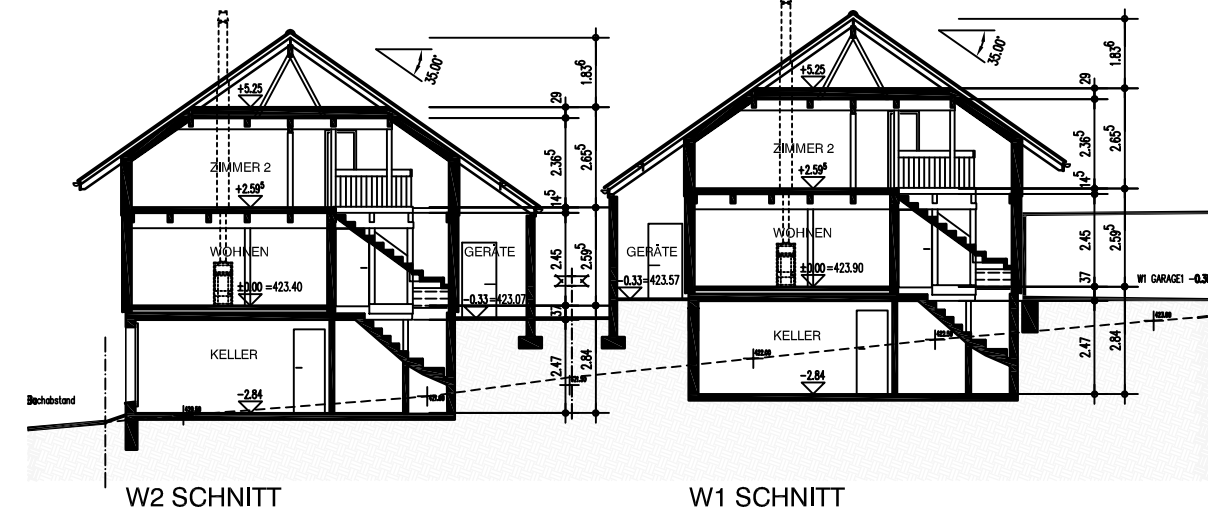 +5.25
35.00°
1.83⁶
29
ZIMMER 2
2.36⁵
2.65⁵
+2.59⁵
14⁵
WOHNEN
GERÄTE
2.45
2.59⁵
±0.00 =423.40
-0.33 =423.07
37
KELLER
2.47
2.84
-2.84
W2 SCHNITT
+5.25
35.00°
1.83⁶
29
ZIMMER 2
2.36⁵
2.65⁵
+2.59⁵
14⁵
GERÄTE
WOHNEN
2.45
2.59⁵
-0.33 =423.57
±0.00 =423.90
37
W1 GARAGE1
KELLER
2.47
2.84
-2.84
W1 SCHNITT